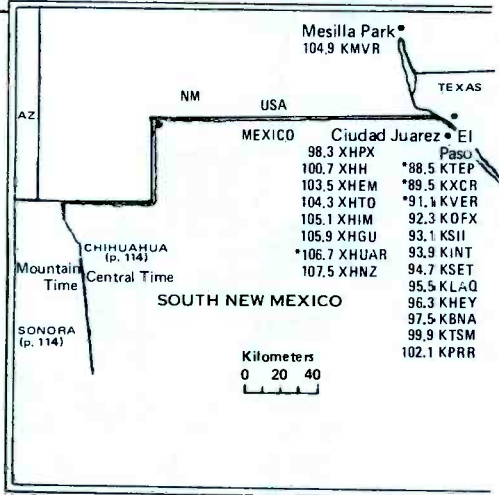 Mesilla Park
104.9 KMVR
TEXAS
NM
USA
AZ
MEXICO
Ciudad Juarez
El
Paso
98.3 XHPX
100.7 XHH
103.5 XHEM
104.3 XHTO
105.1 XHIM
105.9 XHGU
*106.7 XHUAR
107.5 XHNZ
*88.5 KTEP
*89.5 KXCR
*91.1 KVER
92.3 KOFX
93.1 KSII
93.9 KINT
94.7 KSET
95.5 KLAQ
96.3 KHEY
97.5 KBNA
99.9 KTSM
102.1 KPRR
CHIHUAHUA
(p. 114)
Mountain
Time
Central Time
SOUTH NEW MEXICO
SONORA
(p. 114)
Kilometers
0 20 40